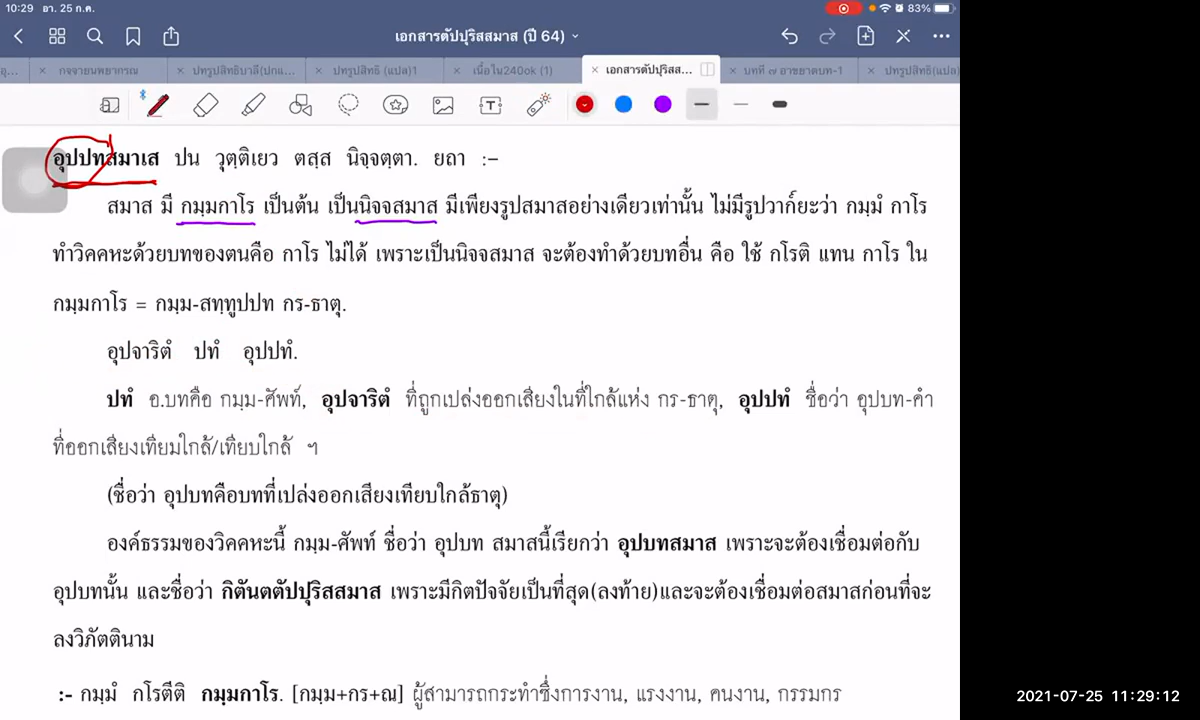 10:29 อา. 25 ก.ค. 83%
เอกสารตัปปุริสสมาส (ปี 64)
กจจายนพยากรณ์ × ปทรูปสิทธิบาลี(ปกแ... × ปทรูปสิทธิ (แปล)1 × เนื้อใน240ok (1) × เอกสารตัปปุริสส... × บทที่ ๗ อาขยาตบท-1 × ปทรูปสิทธิ(แปล)
อุปปทสมาเส ปน วุตฺติเยว ตสฺส นิจฺจตฺตา. ยถา :–
สมาส มี กมฺมกาโร เป็นต้น เป็นนิจจสมาส มีเพียงรูปสมาสอย่างเดียวเท่านั้น ไม่มีรูปวาก๎ยะว่า กมฺมํ กาโร
ทำวิคคหะด้วยบทของตนคือ กาโร ไม่ได้ เพราะเป็นนิจจสมาส จะต้องทำด้วยบทอื่น คือ ใช้ กโรติ แทน กาโร ใน
กมฺมกาโร = กมฺม-สทฺทูปปท กร-ธาตุ.
อุปจาริตํ ปทํ อุปปทํ.
ปทํ อ.บทคือ กมฺม-ศัพท์, อุปจาริตํ ที่ถูกเปล่งออกเสียงในที่ใกล้แห่ง กร-ธาตุ, อุปปทํ ชื่อว่า อุปบท-คำ
ที่ออกเสียงเทียมใกล้/เทียบใกล้ ฯ
(ชื่อว่า อุปบทคือบทที่เปล่งออกเสียงเทียบใกล้ธาตุ)
องค์ธรรมของวิคคหะนี้ กมฺม-ศัพท์ ชื่อว่า อุปบท สมาสนี้เรียกว่า อุปบทสมาส เพราะจะต้องเชื่อมต่อกับ
อุปบทนั้น และชื่อว่า กิตันตตัปปุริสสมาส เพราะมีกิตปัจจัยเป็นที่สุด(ลงท้าย)และจะต้องเชื่อมต่อสมาสก่อนที่จะ
ลงวิภัตตินาม
:- กมฺมํ กโรตีติ กมฺมกาโร. [กมฺม+กร+ณ] ผู้สามารถกระทำซึ่งการงาน, แรงงาน, คนงาน, กรรมกร
2021-07-25 11:29:12